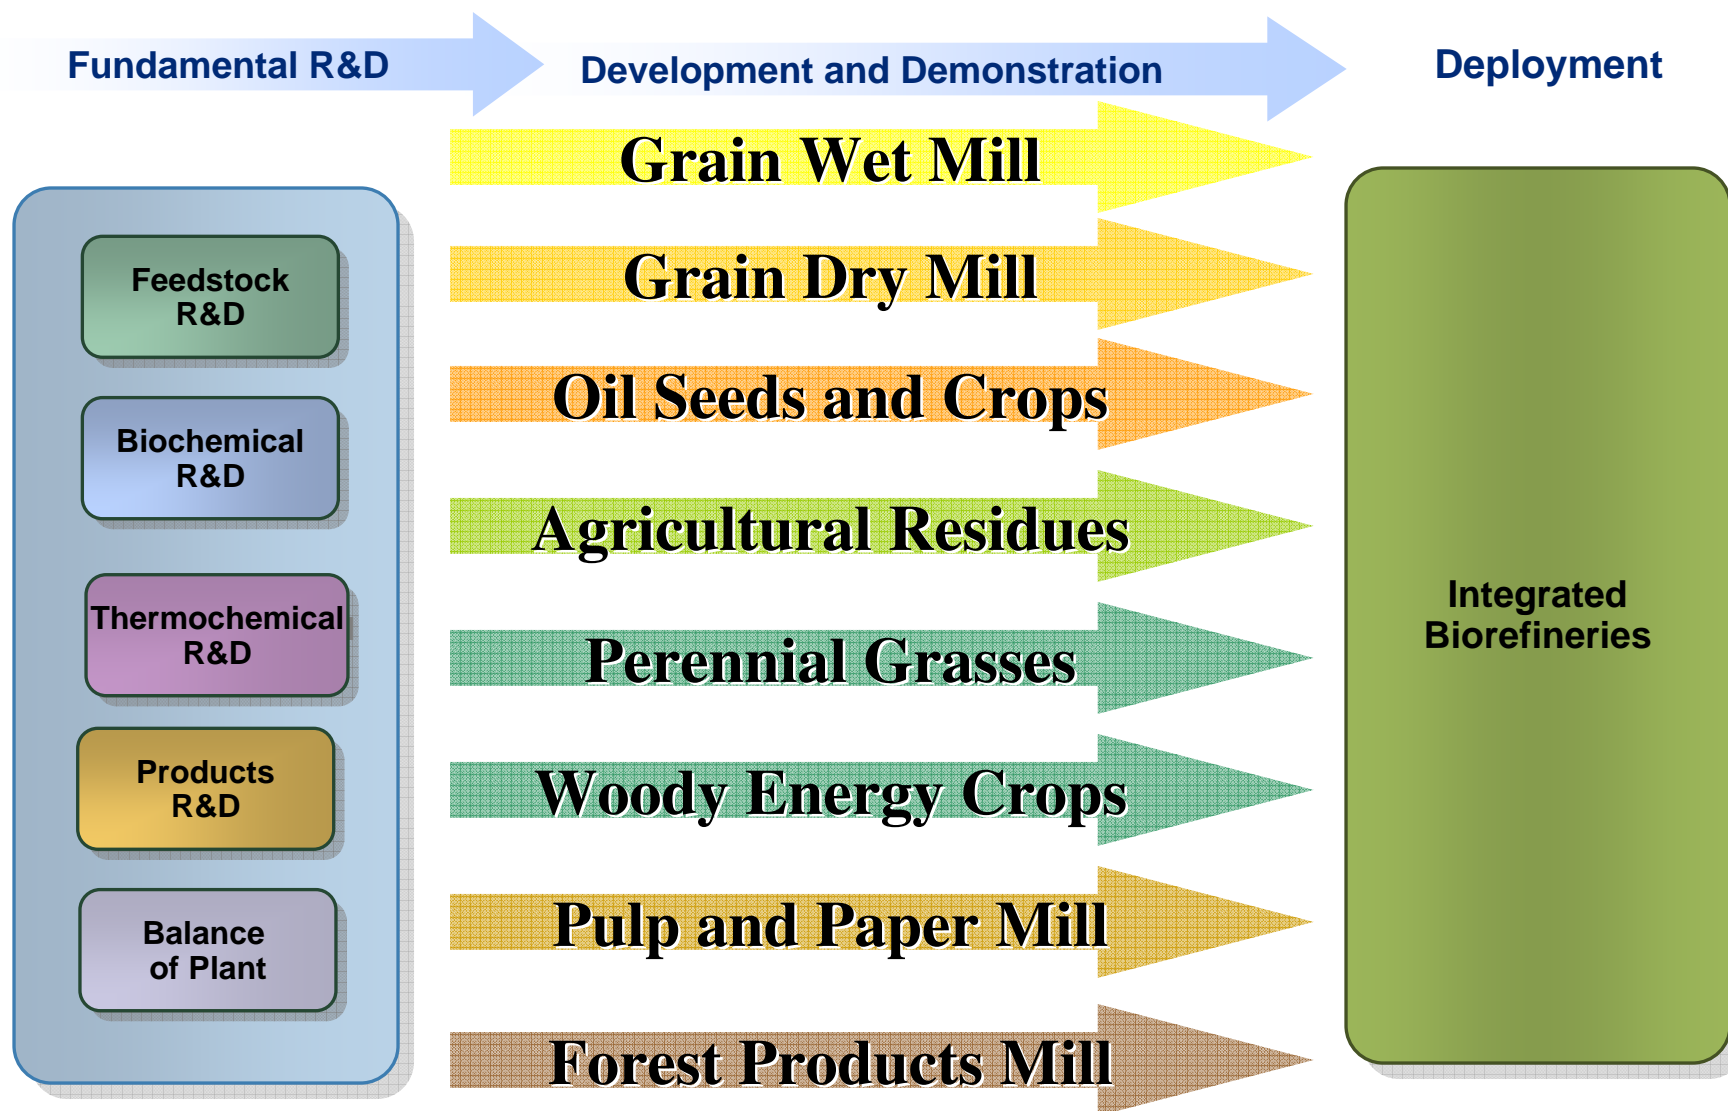 Fundamental R&D
Development and Demonstration
Deployment
Feedstock
R&D
Biochemical
R&D
Thermochemical
R&D
Products
R&D
Balance
of Plant
Grain Wet Mill
Grain Dry Mill
Oil Seeds and Crops
Agricultural Residues
Perennial Grasses
Woody Energy Crops
Pulp and Paper Mill
Forest Products Mill
Integrated
Biorefineries